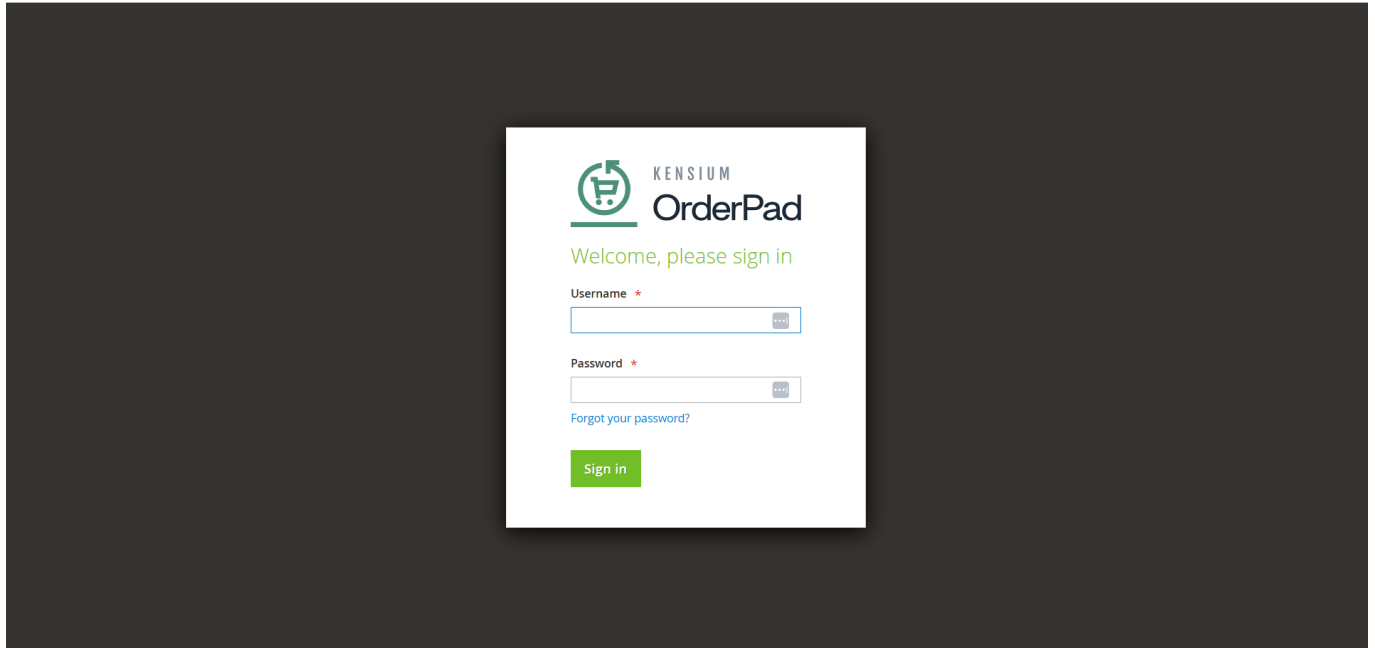 KENSIUM
OrderPad
Welcome, please sign in
Username *
Password *
Forgot your password?
Sign in